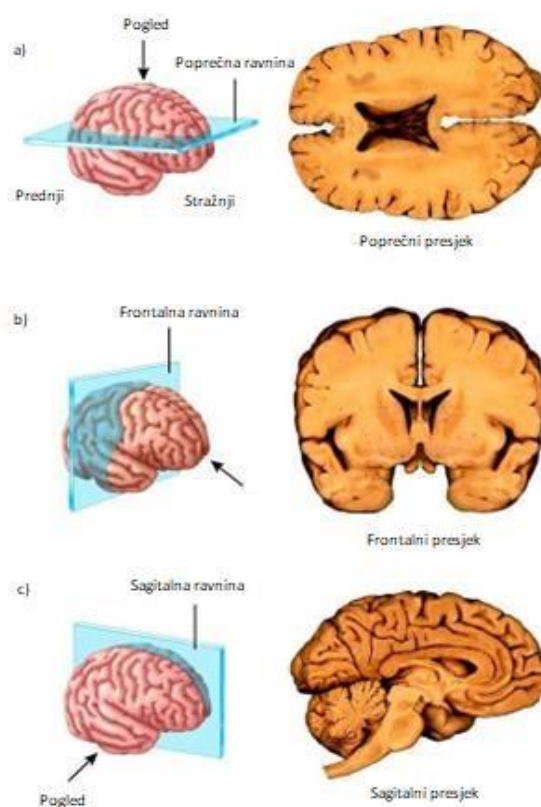 Pogled
a)
Poprečna ravnina
Prednji
Stražnji
Poprečni presjek
b)
Frontalna ravnina
Frontalni presjek
c)
Sagitalna ravnina
Pogled
Sagitalni presjek